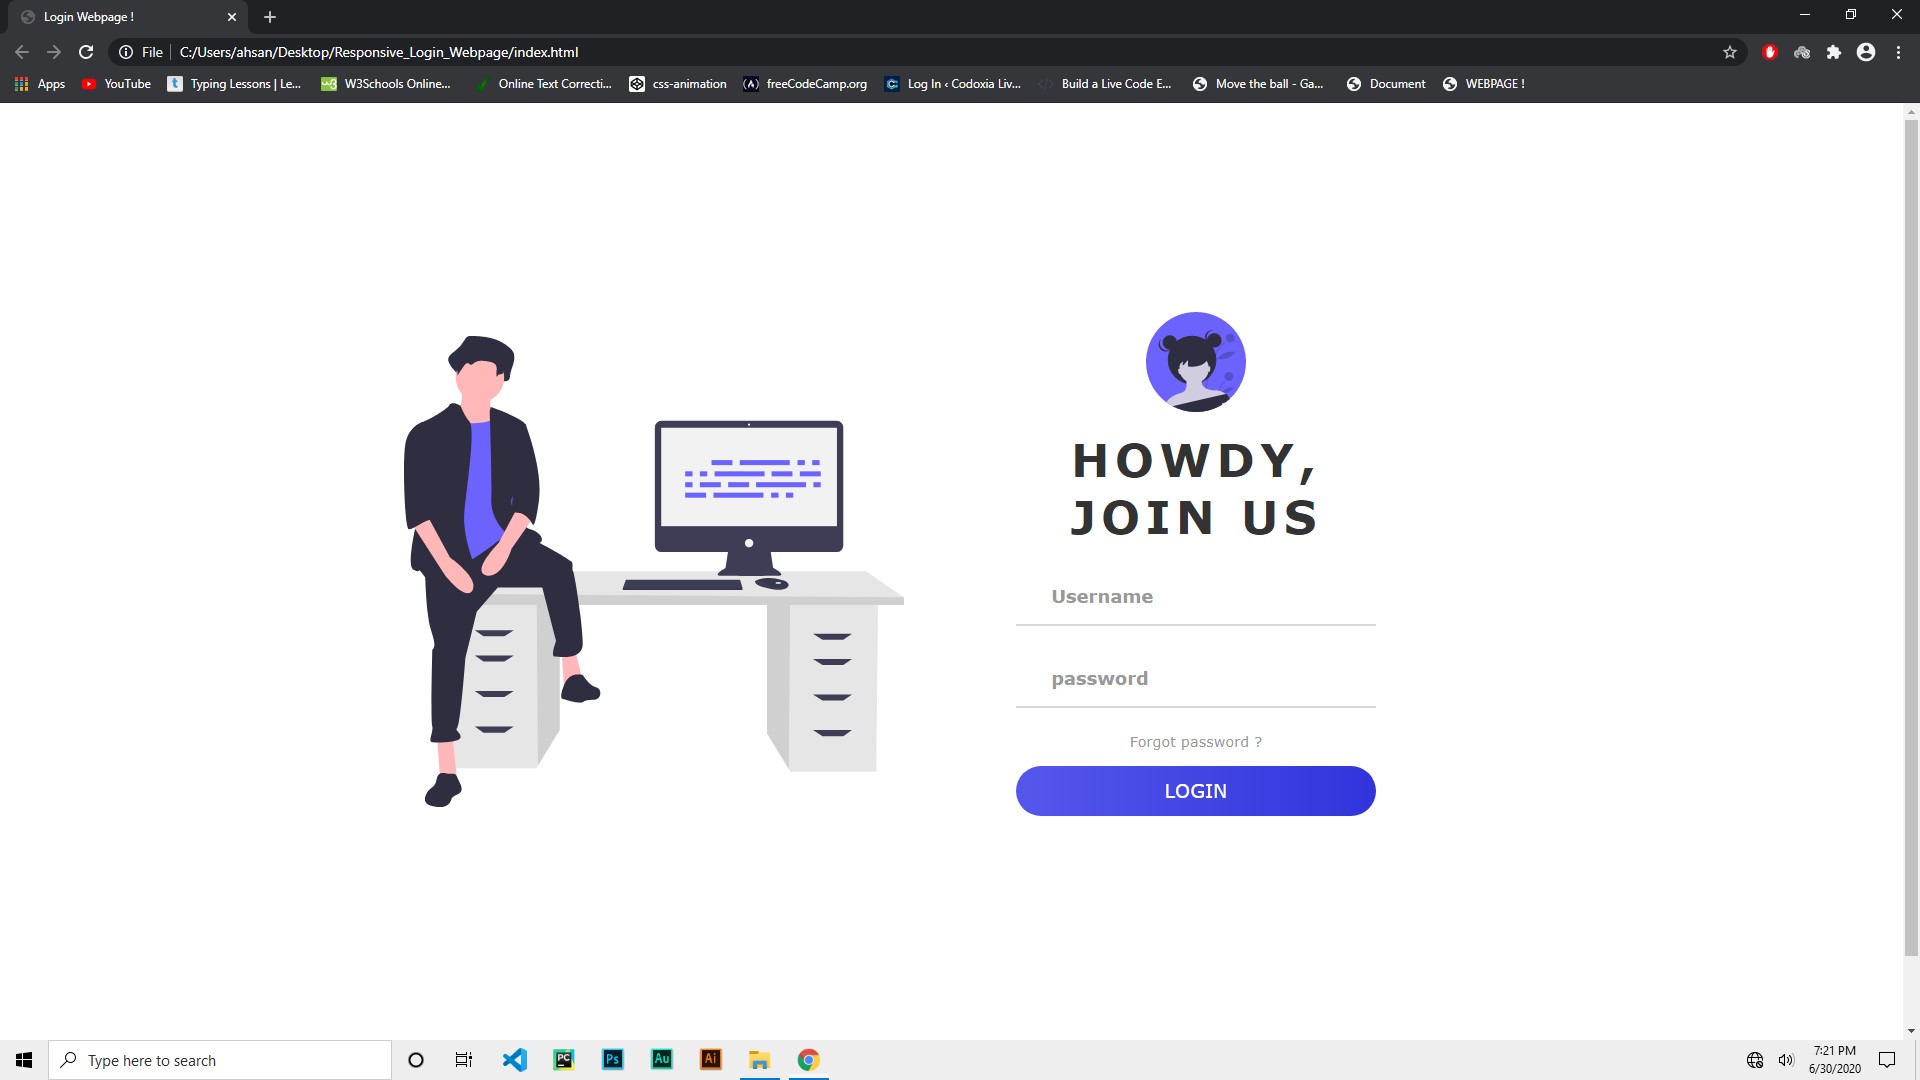 Login Webpage !
File
C:/Users/ahsan/Desktop/Responsive_Login_Webpage/index.html
Apps YouTube Typing Lessons | Le... W3Schools Online... Online Text Correcti... css-animation freeCodeCamp.org Log In ‹ Codoxia Liv... Build a Live Code E... Move the ball - Ga... Document WEBPAGE !
HOWDY,
JOIN US
Username
password
Forgot password ?
LOGIN
Type here to search
PC Ps Au Ai
7:21 PM
6/30/2020